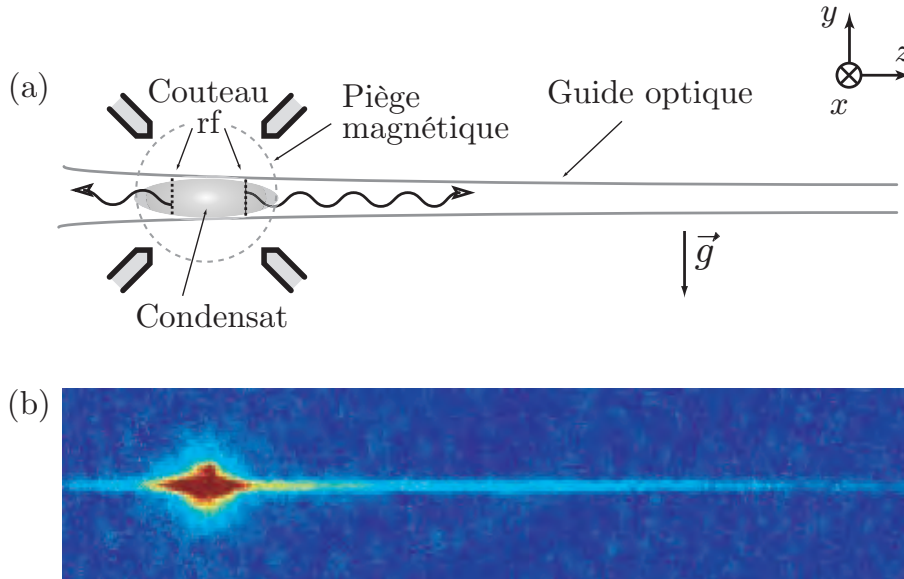 (a)
Couteau
rf
Piège
magnétique
Guide optique
y
z
x
g
Condensat
(b)